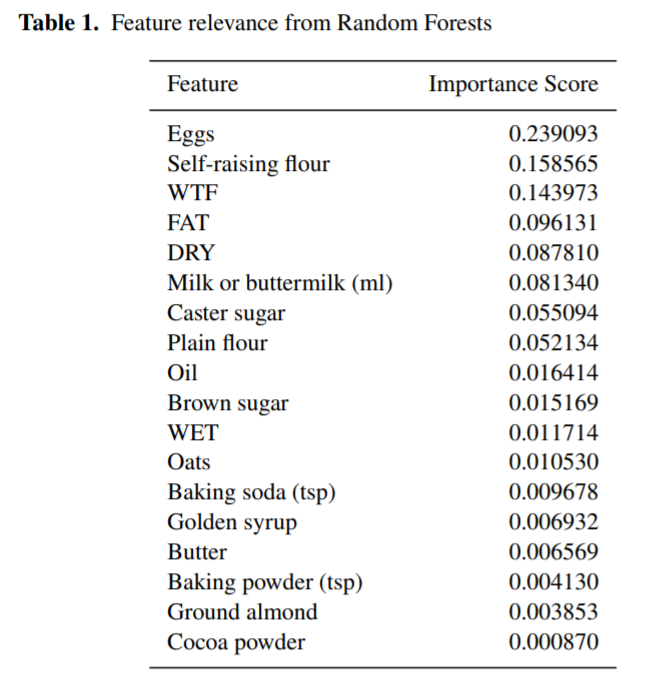 Table 1. Feature relevance from Random Forests
Feature Importance Score
Eggs 0.239093
Self-raising flour 0.158565
WTF 0.143973
FAT 0.096131
DRY 0.087810
Milk or buttermilk (ml) 0.081340
Caster sugar 0.055094
Plain flour 0.052134
Oil 0.016414
Brown sugar 0.015169
WET 0.011714
Oats 0.010530
Baking soda (tsp) 0.009678
Golden syrup 0.006932
Butter 0.006569
Baking powder (tsp) 0.004130
Ground almond 0.003853
Cocoa powder 0.000870